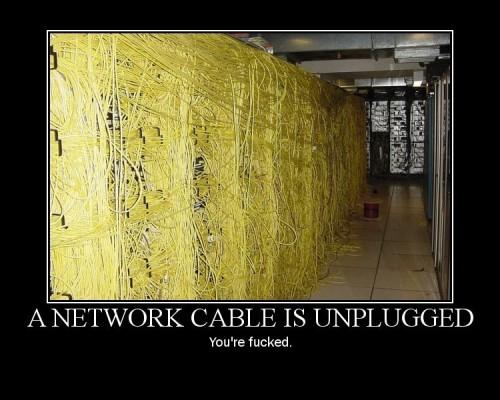 A NETWORK CABLE IS UNPLUGGED
You're fucked.